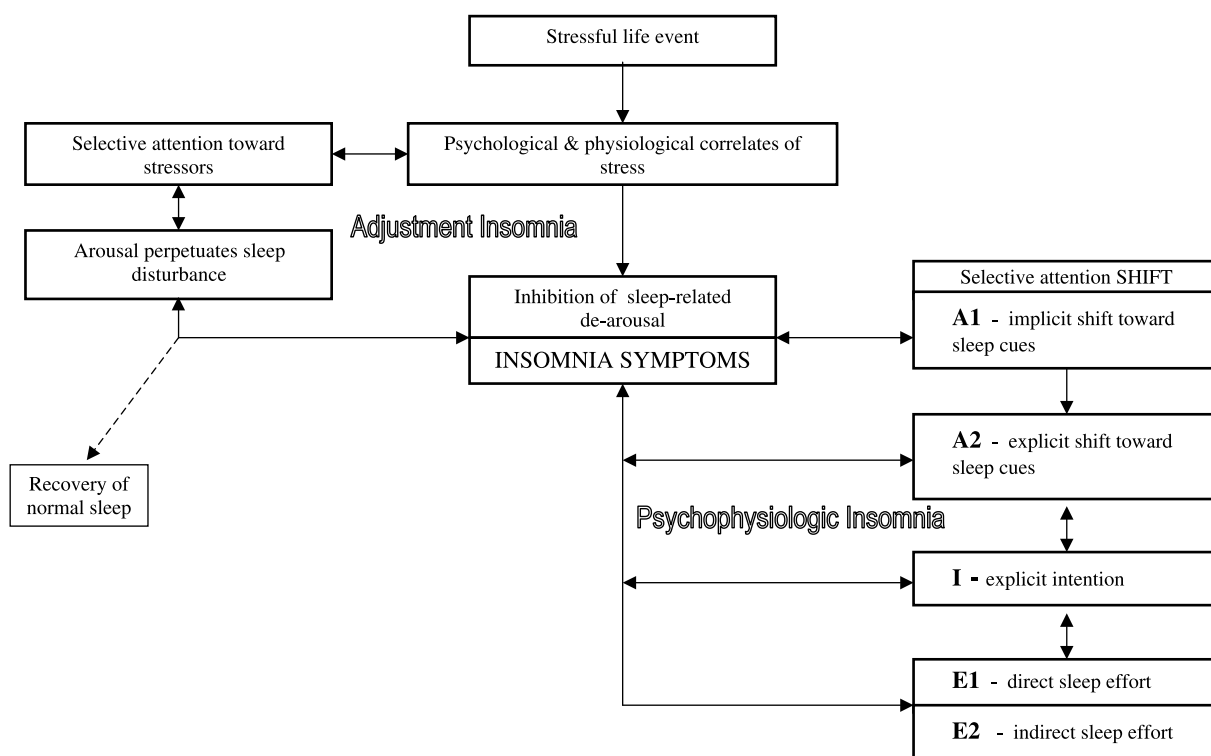 Stressful life event
Selective attention toward
stressors
Psychological & physiological correlates of
stress
Adjustment Insomnia
Arousal perpetuates sleep
disturbance
Inhibition of sleep-related
de-arousal
INSOMNIA SYMPTOMS
Selective attention SHIFT
A1 - implicit shift toward
sleep cues
A2 - explicit shift toward
sleep cues
Recovery of
normal sleep
Psychophysiologic Insomnia
I - explicit intention
E1 - direct sleep effort
E2 - indirect sleep effort